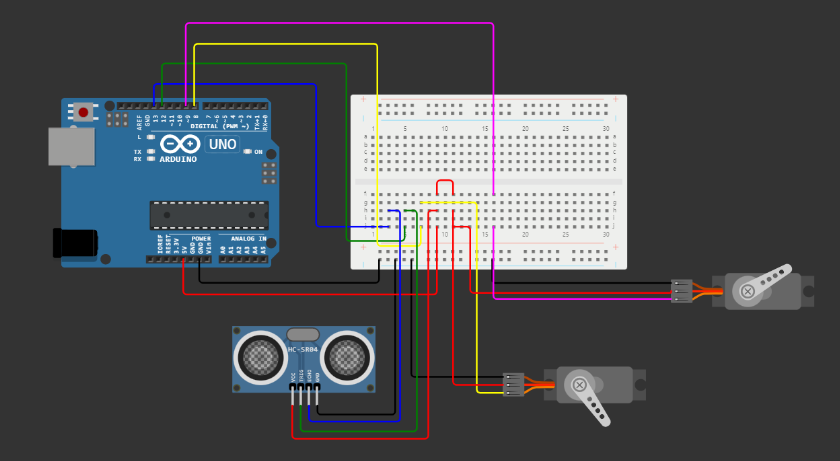 AREF
GND
13
12
~11
~10
~9
8
7
~6
~5
4
~3
2
TX→1
RX←0
DIGITAL (PWM ~)
L
TX
RX
UNO
ON
ARDUINO
IOREF
RESET
3.3V
5V
GND
GND
VIN
POWER
ANALOG IN
A0
A1
A2
A3
A4
A5
1 5 10 15 20 25 30
a
b
c
d
e
f
g
h
i
j
1 5 10 15 20 25 30
HC-SR04
VCC
TRIG
ECHO
GND